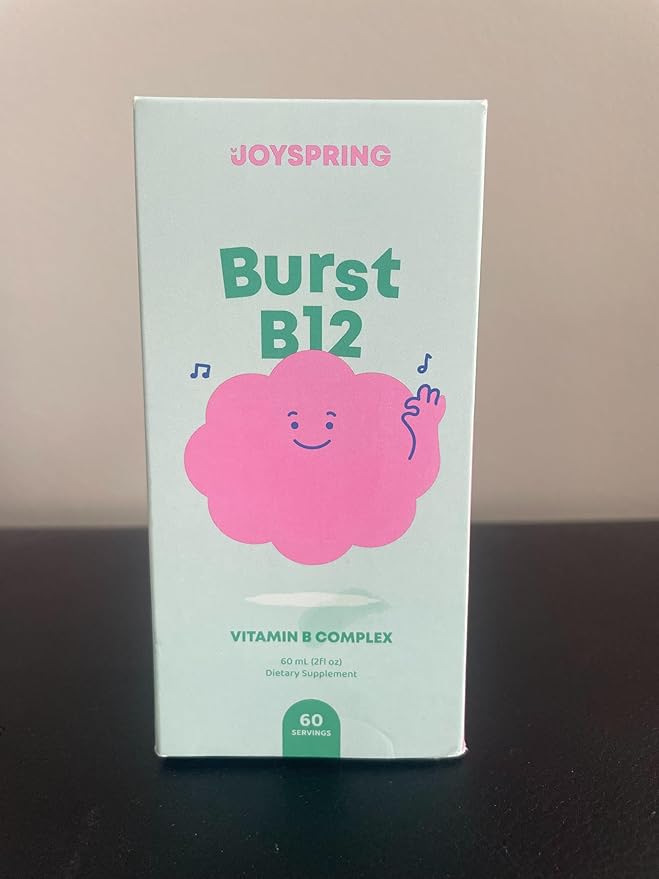 JOYSPRING
Burst
B12
VITAMIN B COMPLEX
60 mL (2fl oz)
Dietary Supplement
60
SERVINGS